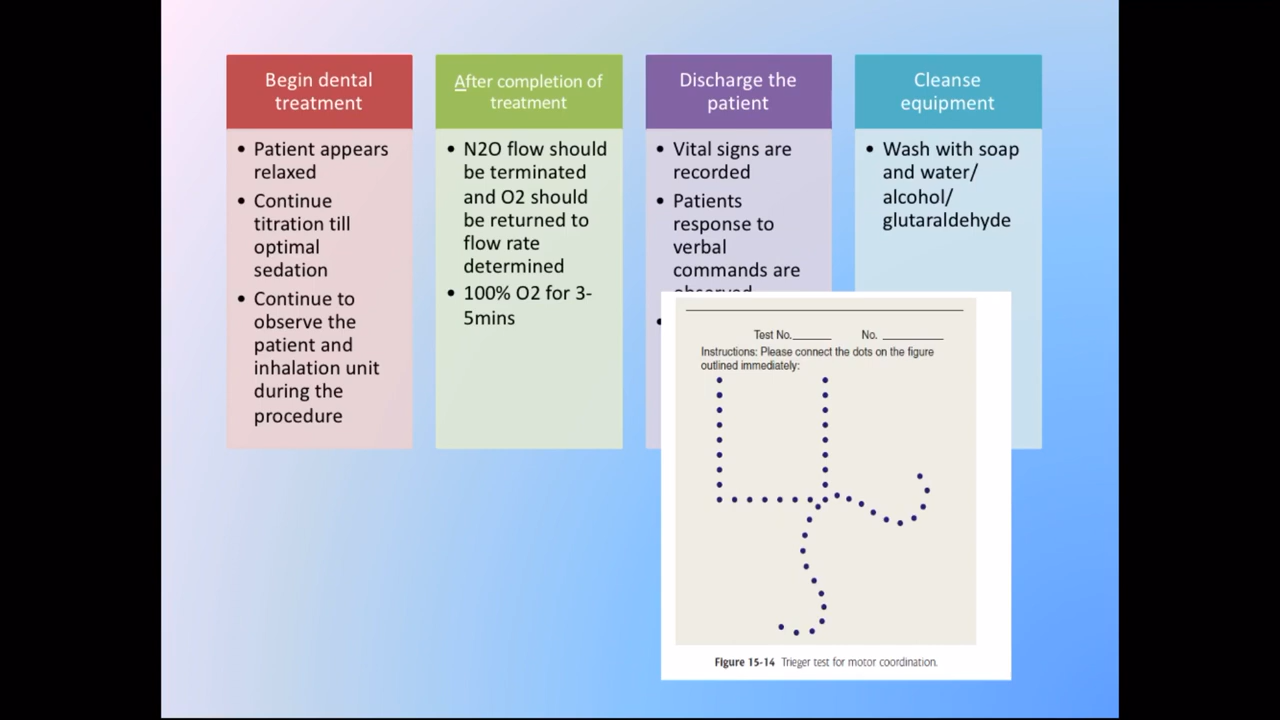 Begin dental
treatment
• Patient appears
relaxed
• Continue
titration till
optimal
sedation
• Continue to
observe the
patient and
inhalation unit
during the
procedure
After completion of
treatment
• N2O flow should
be terminated
and O2 should
be returned to
flow rate
determined
• 100% O2 for 3-
5mins
Discharge the
patient
• Vital signs are
recorded
• Patients
response to
verbal
commands are
observed
Cleanse
equipment
• Wash with soap
and water/
alcohol/
glutaraldehyde
Test No.______ No. ________
Instructions: Please connect the dots on the figure
outlined immediately:
Figure 15-14 Trieger test for motor coordination.